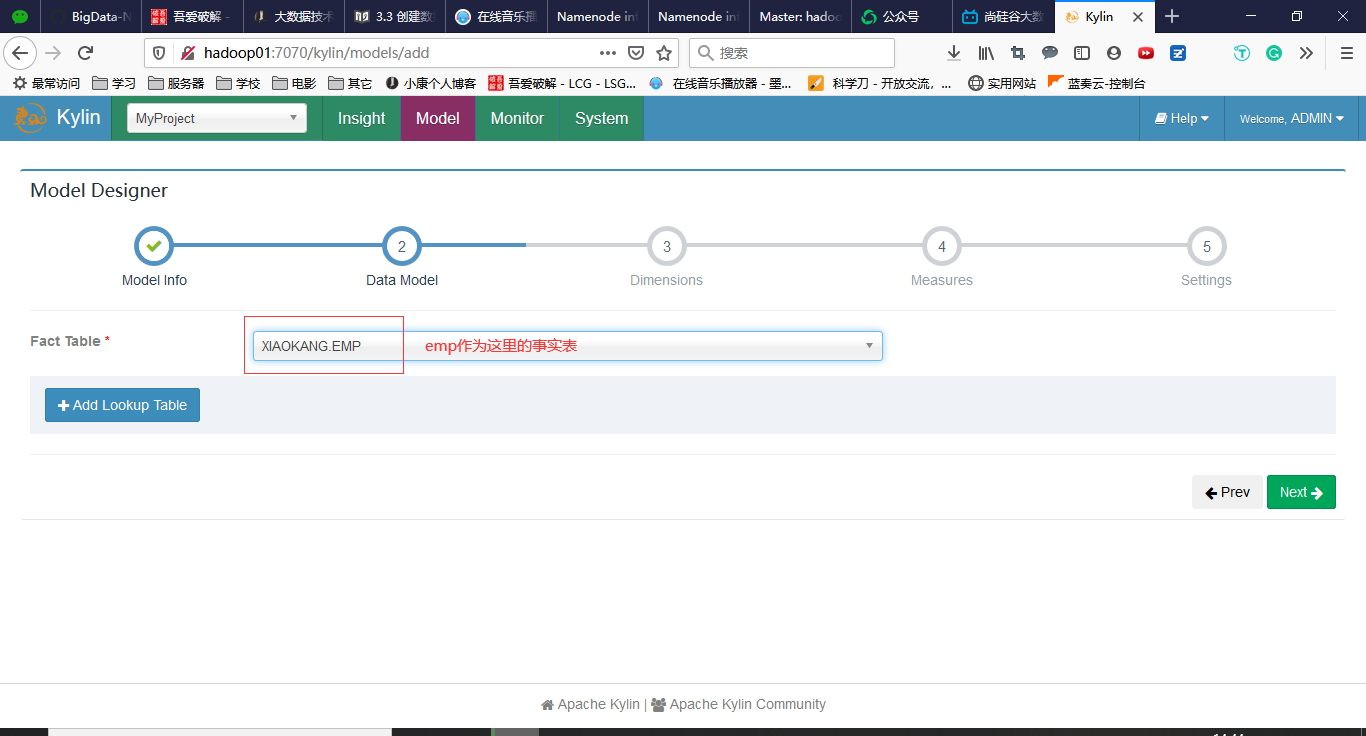 BigData-N 吾爱破解 - 大数据技术 3.3 创建数据 在线音乐播 Namenode inf Namenode inf Master: hadoo 公众号 尚硅谷大数 Kylin
hadoop01:7070/kylin/models/add 搜索
最常访问 学习 服务器 学校 电影 其它 小康个人博客 吾爱破解 - LCG - LSG... 在线音乐播放器 - 墨... 科学刀 - 开放交流，... 实用网站 蓝奏云-控制台
Kylin MyProject Insight Model Monitor System Help Welcome, ADMIN
Model Designer
2 3 4 5
Model Info Data Model Dimensions Measures Settings
Fact Table * XIAOKANG.EMP emp作为这里的事实表
Add Lookup Table
Prev Next
Apache Kylin | Apache Kylin Community